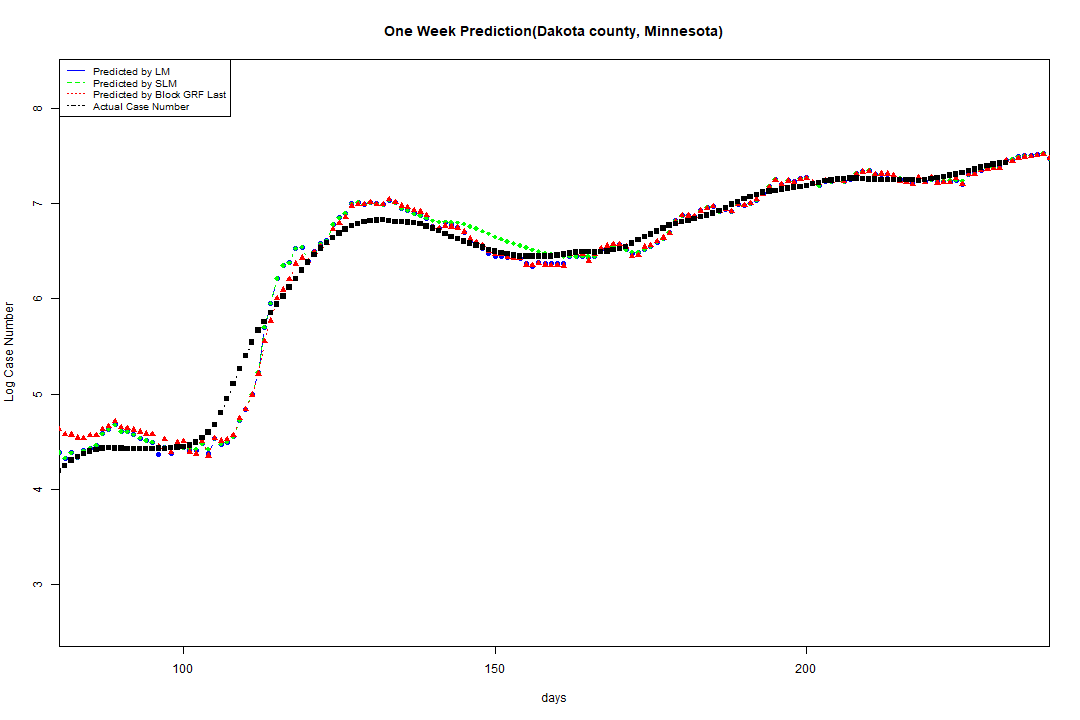 One Week Prediction(Dakota county, Minnesota)
Predicted by LM
Predicted by SLM
Predicted by Block GRF Last
Actual Case Number
8
7
6
5
4
3
Log Case Number
100 150 200
days